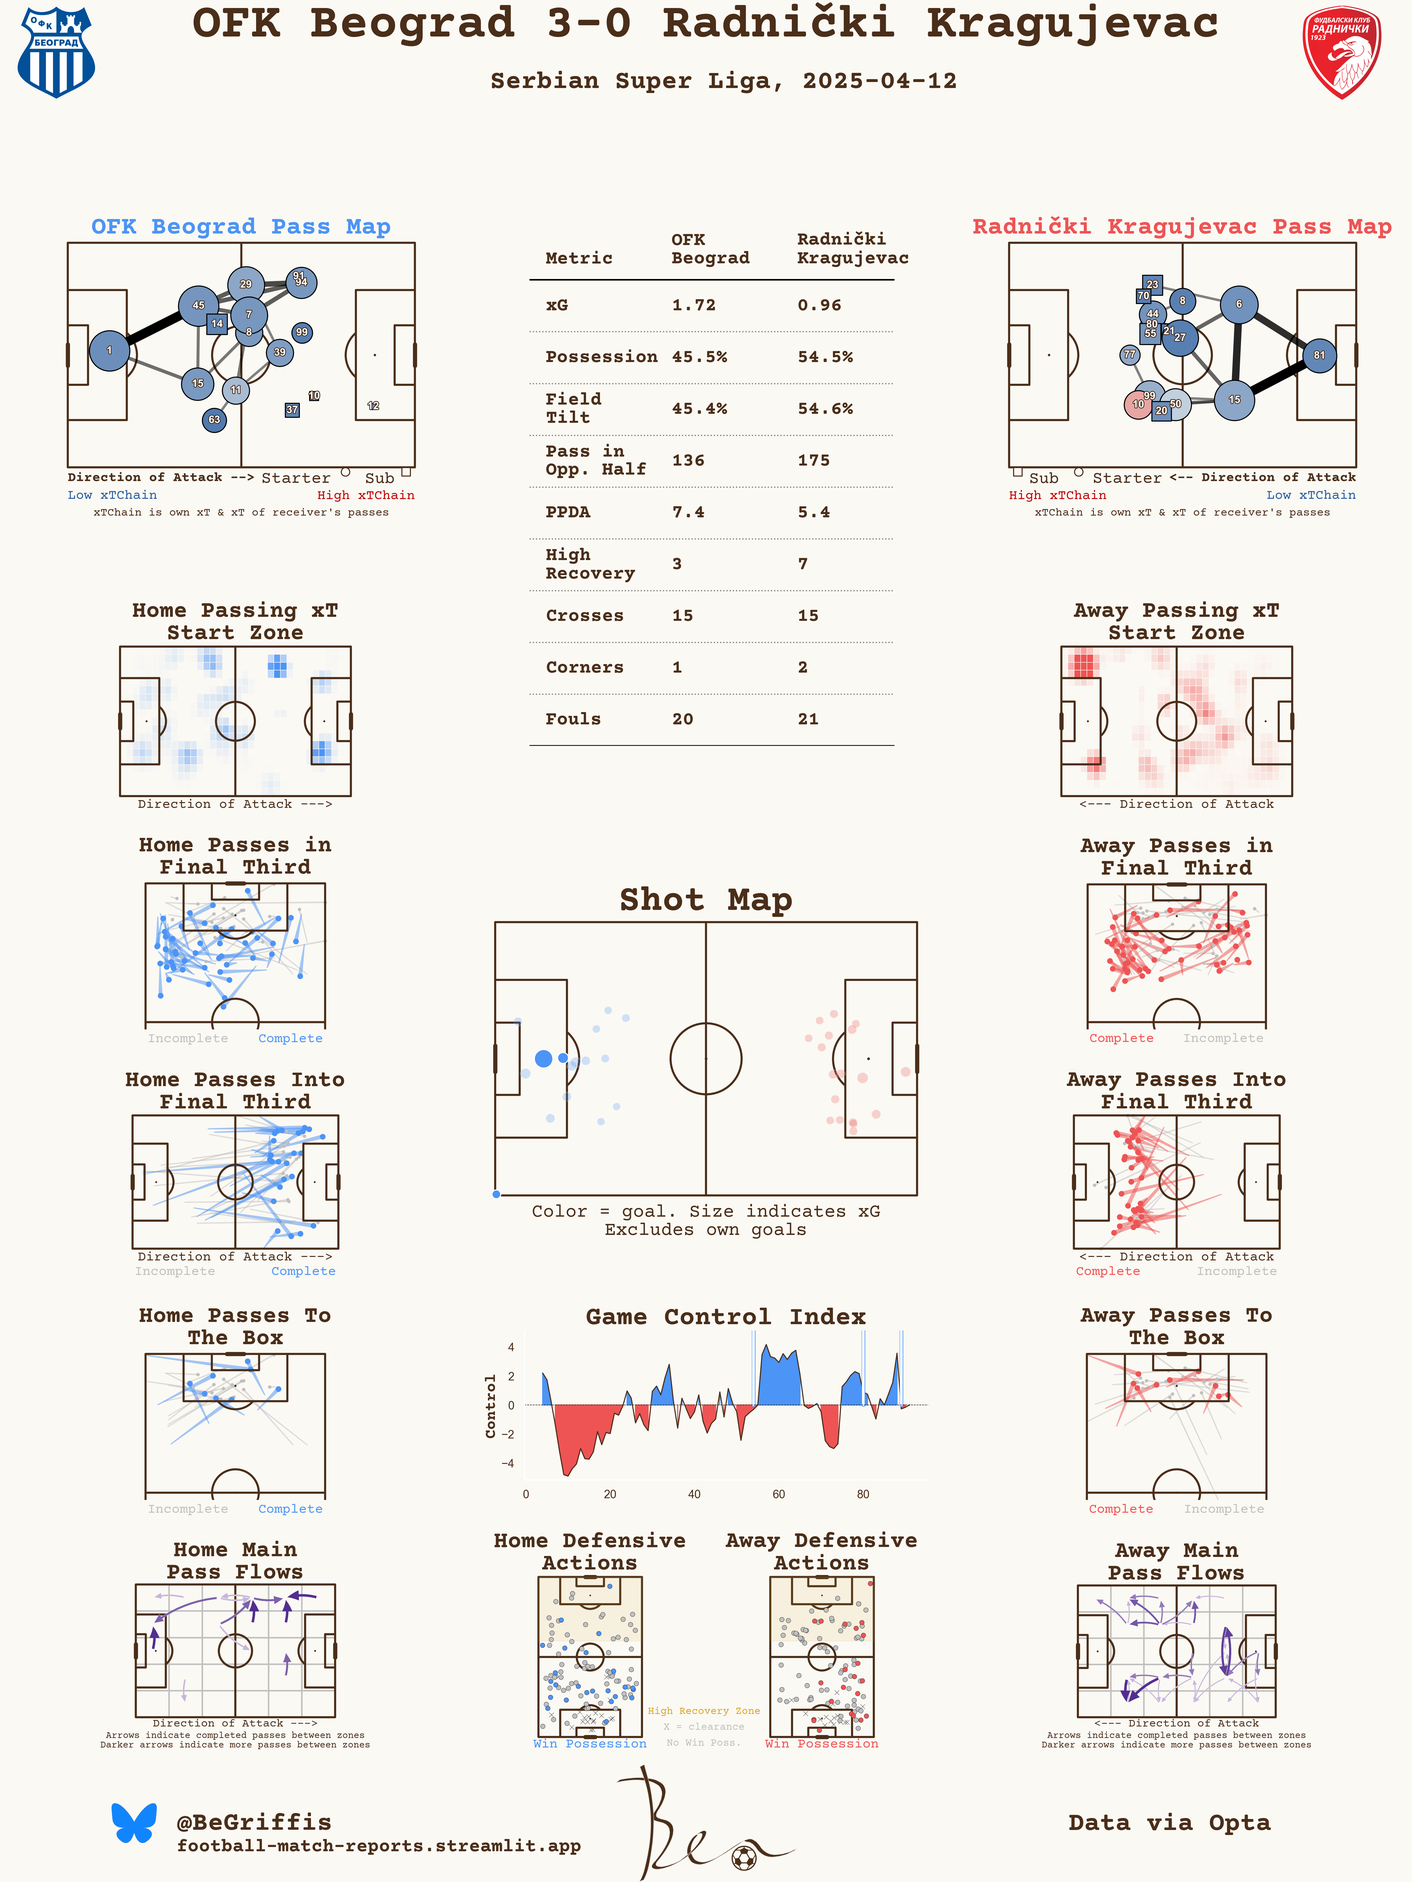 OFK Beograd 3-0 Radnički Kragujevac
Serbian Super Liga, 2025-04-12
ОФК
БЕОГРАД
ФУДБАЛСКИ КЛУБ
РАДНИЧКИ
1923
OFK Beograd Pass Map
1
45
15
63
14
29
7
8
11
39
91
94
99
37
10
12
Direction of Attack --> Starter Sub
Low xTChain High xTChain
xTChain is own xT & xT of receiver's passes
Metric OFK Beograd Radnički Kragujevac
xG 1.72 0.96
Possession 45.5% 54.5%
Field Tilt 45.4% 54.6%
Pass in Opp. Half 136 175
PPDA 7.4 5.4
High Recovery 3 7
Crosses 15 15
Corners 1 2
Fouls 20 21
Radnički Kragujevac Pass Map
23
70
8
44
80
55
21
27
77
99
10
20
50
6
15
81
Sub Starter <-- Direction of Attack
High xTChain Low xTChain
xTChain is own xT & xT of receiver's passes
Home Passing xT
Start Zone
Direction of Attack --->
Away Passing xT
Start Zone
<--- Direction of Attack
Home Passes in
Final Third
Incomplete Complete
Away Passes in
Final Third
Complete Incomplete
Shot Map
Color = goal. Size indicates xG
Excludes own goals
Home Passes Into
Final Third
Direction of Attack --->
Incomplete Complete
Away Passes Into
Final Third
<--- Direction of Attack
Complete Incomplete
Home Passes To
The Box
Incomplete Complete
Game Control Index
Control
4
2
0
−2
−4
0 20 40 60 80
Away Passes To
The Box
Complete Incomplete
Home Main
Pass Flows
Direction of Attack --->
Arrows indicate completed passes between zones
Darker arrows indicate more passes between zones
Home Defensive
Actions
Win Possession
Away Defensive
Actions
Win Possession
High Recovery Zone
X = clearance
No Win Poss.
Away Main
Pass Flows
<--- Direction of Attack
Arrows indicate completed passes between zones
Darker arrows indicate more passes between zones
@BeGriffis
football-match-reports.streamlit.app
Ben
Data via Opta